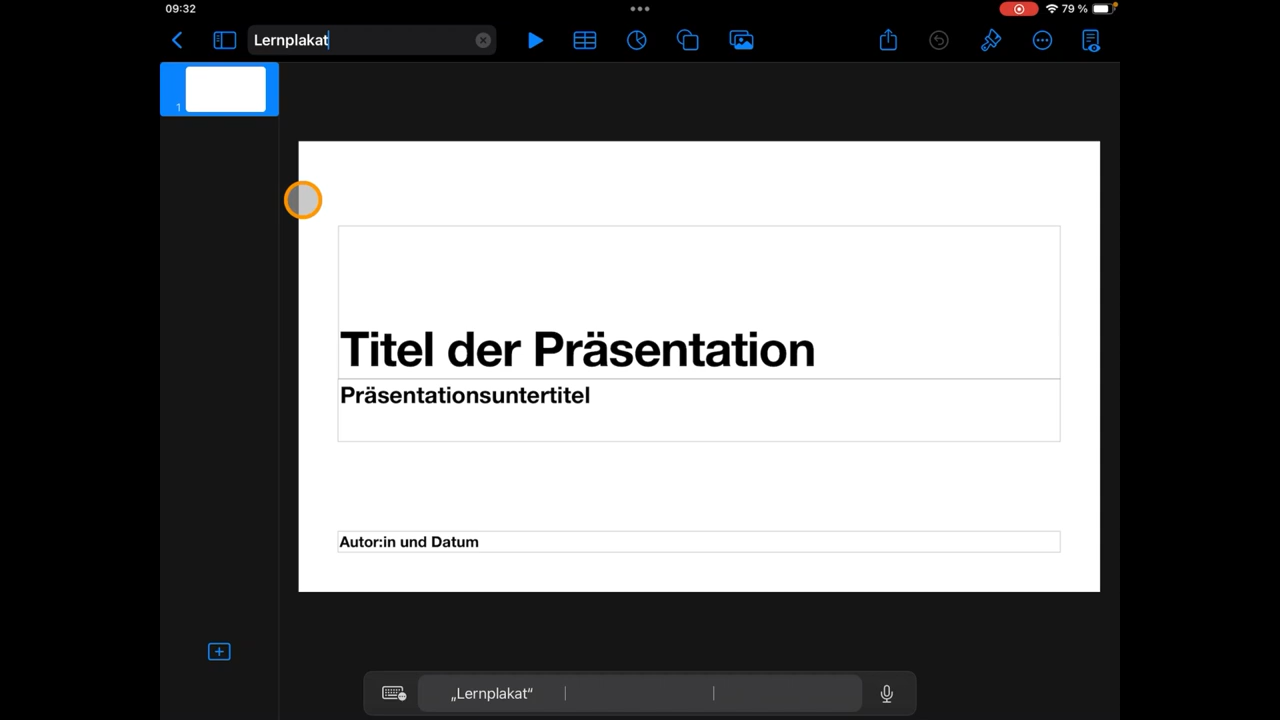 09:32
79 %
Lernplakat
1
Titel der Präsentation
Präsentationsuntertitel
Autor:in und Datum
„Lernplakat“